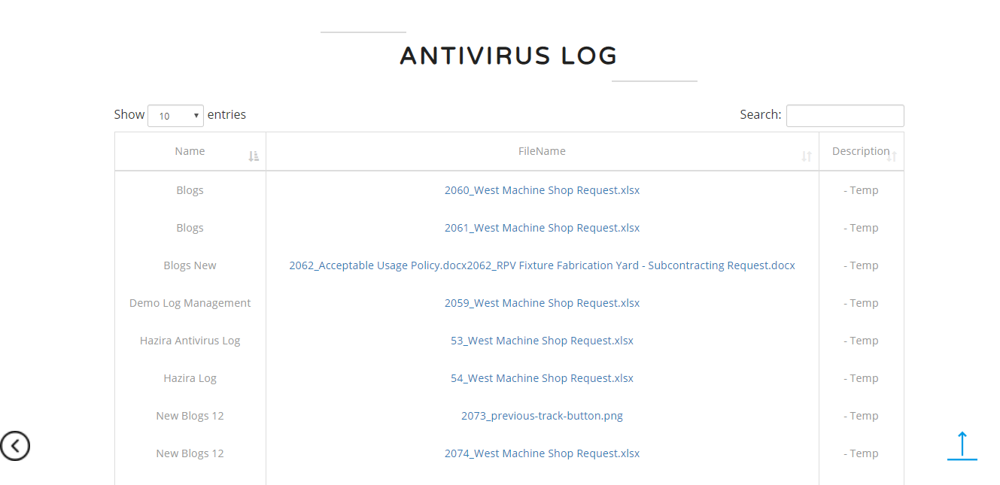 ANTIVIRUS LOG
Show 10 entries Search:
Name FileName Description
Blogs 2060_West Machine Shop Request.xlsx - Temp
Blogs 2061_West Machine Shop Request.xlsx - Temp
Blogs New 2062_Acceptable Usage Policy.docx2062_RPV Fixture Fabrication Yard - Subcontracting Request.docx - Temp
Demo Log Management 2059_West Machine Shop Request.xlsx - Temp
Hazira Antivirus Log 53_West Machine Shop Request.xlsx - Temp
Hazira Log 54_West Machine Shop Request.xlsx - Temp
New Blogs 12 2073_previous-track-button.png - Temp
New Blogs 12 2074_West Machine Shop Request.xlsx - Temp